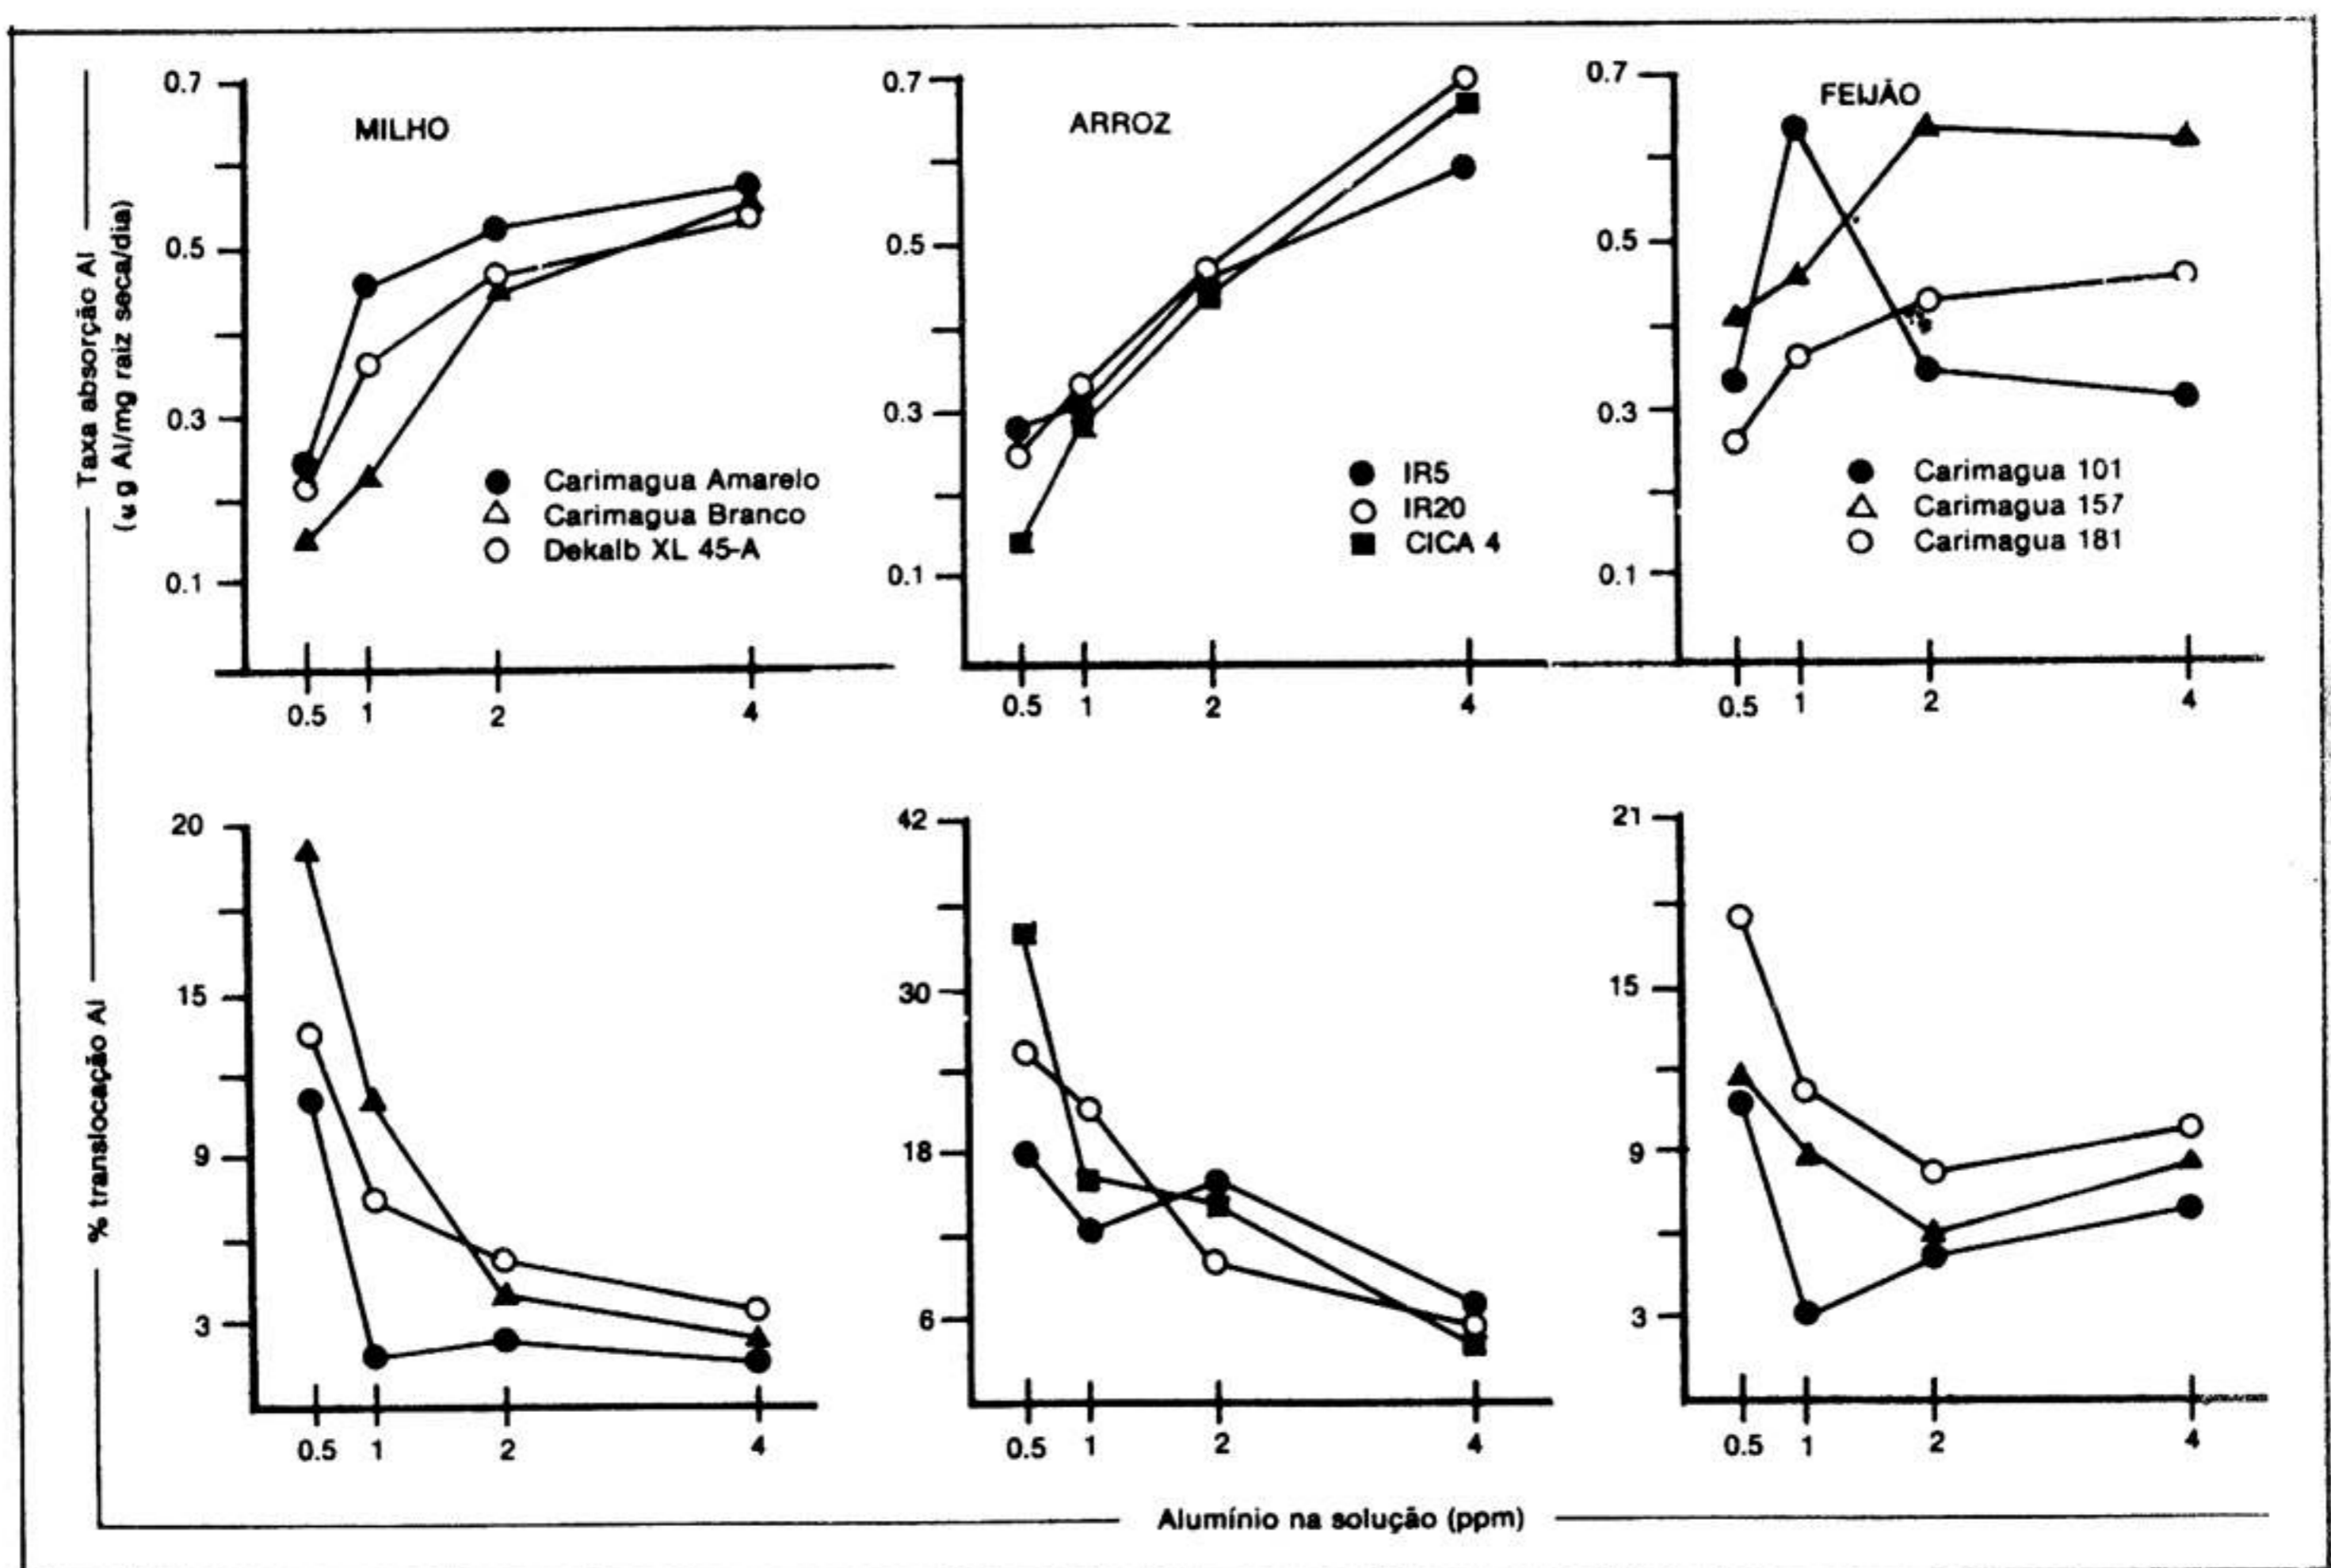 Taxa absorção Al
(µ g Al/mg raiz seca/dia)
0.7
0.5
0.3
0.1
MILHO
Carimagua Amarelo
Carimagua Branco
Dekalb XL 45-A
0.5 1 2 4
0.7
0.5
0.3
0.1
ARROZ
IR5
IR20
CICA 4
0.5 1 2 4
0.7
0.5
0.3
0.1
FEIJÃO
Carimagua 101
Carimagua 157
Carimagua 181
0.5 1 2 4
% translocação Al
20
15
9
3
0.5 1 2 4
42
30
18
6
0.5 1 2 4
21
15
9
3
0.5 1 2 4
Alumínio na solução (ppm)